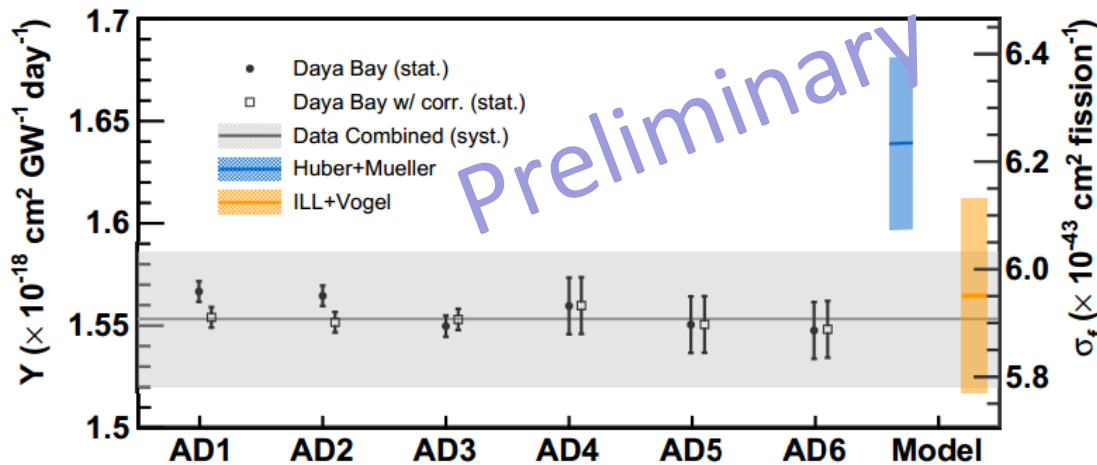 1.7
1.65
1.6
1.55
1.5
Y (× 10⁻¹⁸ cm² GW⁻¹ day⁻¹)
Daya Bay (stat.)
Daya Bay w/ corr. (stat.)
Data Combined (syst.)
Huber+Mueller
ILL+Vogel
Preliminary
6.4
6.2
6.0
5.8
σf (× 10⁻⁴³ cm² fission⁻¹)
AD1 AD2 AD3 AD4 AD5 AD6 Model